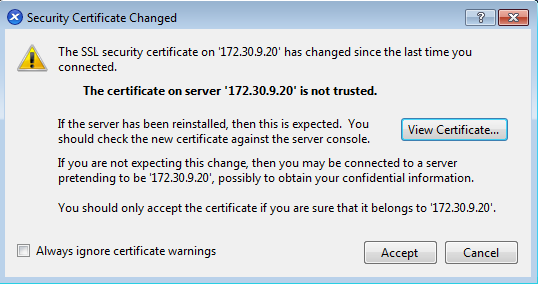 Security Certificate Changed
The SSL security certificate on '172.30.9.20' has changed since the last time you
connected.
The certificate on server '172.30.9.20' is not trusted.
If the server has been reinstalled, then this is expected. You
should check the new certificate against the server console.
View Certificate...
If you are not expecting this change, then you may be connected to a server
pretending to be '172.30.9.20', possibly to obtain your confidential information.
You should only accept the certificate if you are sure that it belongs to '172.30.9.20'.
Always ignore certificate warnings
Accept
Cancel